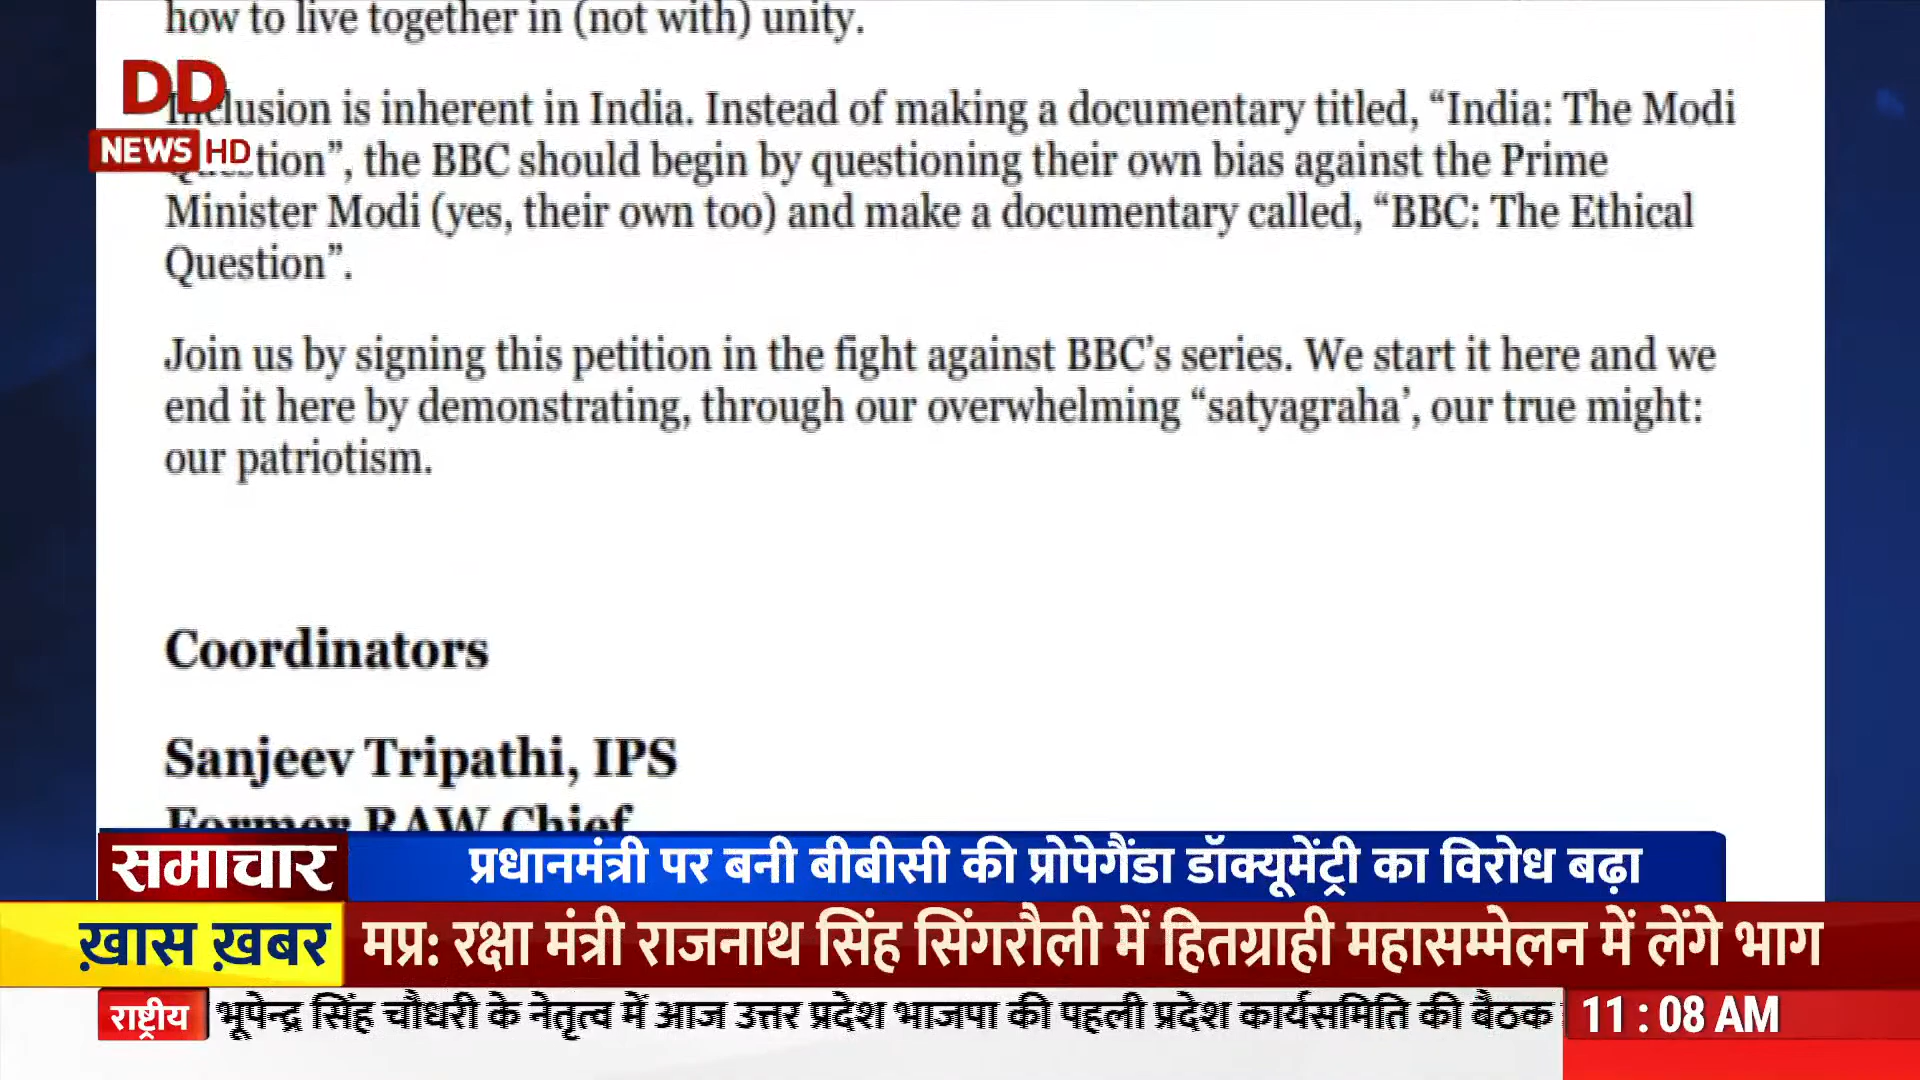 how to live together in (not with) unity.
DD
NEWS HD
Inclusion is inherent in India. Instead of making a documentary titled, “India: The Modi
Question”, the BBC should begin by questioning their own bias against the Prime
Minister Modi (yes, their own too) and make a documentary called, “BBC: The Ethical
Question”.
Join us by signing this petition in the fight against BBC’s series. We start it here and we
end it here by demonstrating, through our overwhelming “satyagraha’, our true might:
our patriotism.
Coordinators
Sanjeev Tripathi, IPS
Former RAW Chief
समाचार
प्रधानमंत्री पर बनी बीबीसी की प्रोपेगैंडा डॉक्यूमेंट्री का विरोध बढ़ा
ख़ास ख़बर
मप्र: रक्षा मंत्री राजनाथ सिंह सिंगरौली में हितग्राही महासम्मेलन में लेंगे भाग
राष्ट्रीय
भूपेन्द्र सिंह चौधरी के नेतृत्व में आज उत्तर प्रदेश भाजपा की पहली प्रदेश कार्यसमिति की बैठक
11 : 08 AM